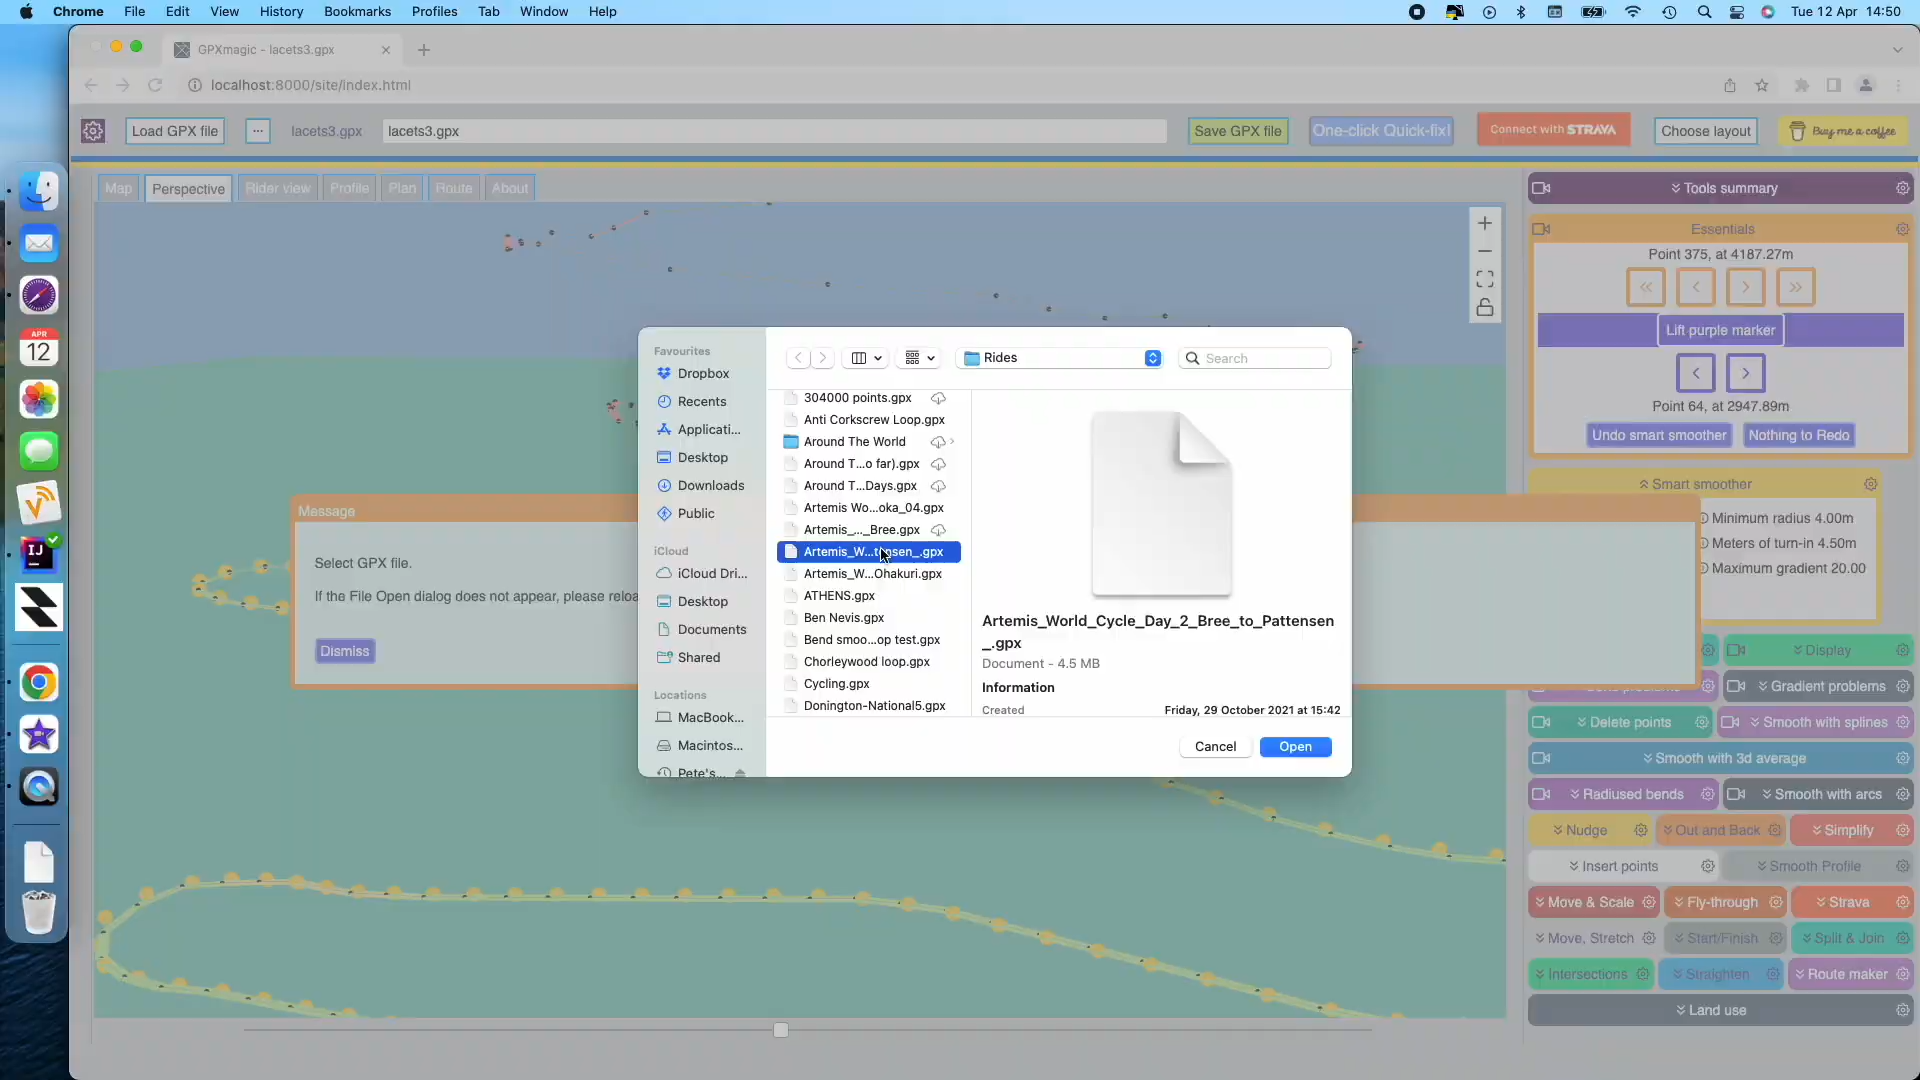 Chrome File Edit View History Bookmarks Profiles Tab Window Help Tue 12 Apr 14:50
GPXmagic - lacets3.gpx
localhost:8000/site/index.html
Load GPX file ... lacets3.gpx lacets3.gpx Save GPX file One-click Quick-fix! Connect with STRAVA Choose layout Buy me a coffee
Map Perspective Rider view Profile Plan Route About
Tools summary
Essentials
Point 375, at 4187.27m
Lift purple marker
Point 64, at 2947.89m
Undo smart smoother Nothing to Redo
Smart smoother
Minimum radius 4.00m
Meters of turn-in 4.50m
Maximum gradient 20.00
Display
Gradient problems
Delete points Smooth with splines
Smooth with 3d average
Radiused bends Smooth with arcs
Nudge Out and Back Simplify
Insert points Smooth Profile
Move & Scale Fly-through Strava
Move, Stretch Start/Finish Split & Join
Intersections Straighten Route maker
Land use
Message
Select GPX file.
If the File Open dialog does not appear, please reloa
Dismiss
Favourites
Dropbox
Recents
Applicati...
Desktop
Downloads
Public
iCloud
iCloud Dri...
Desktop
Documents
Shared
Locations
MacBook...
Macintos...
Pete's...
Rides
Search
304000 points.gpx
Anti Corkscrew Loop.gpx
Around The World
Around T...o far).gpx
Around T...Days.gpx
Artemis Wo...oka_04.gpx
Artemis_..._Bree.gpx
Artemis_W...tensen_.gpx
Artemis_W...Ohakuri.gpx
ATHENS.gpx
Ben Nevis.gpx
Bend smoo...op test.gpx
Chorleywood loop.gpx
Cycling.gpx
Donington-National5.gpx
Artemis_World_Cycle_Day_2_Bree_to_Pattensen
_.gpx
Document - 4.5 MB
Information
Created Friday, 29 October 2021 at 15:42
Cancel Open
APR
12
IJ